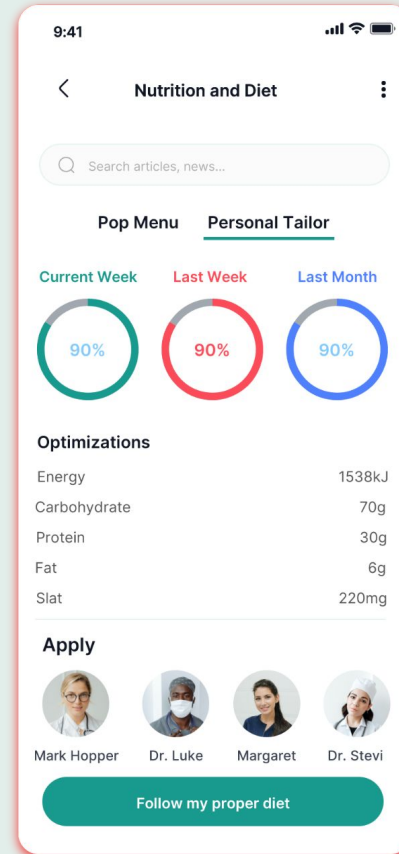 9:41
Nutrition and Diet
Search articles, news...
Pop Menu Personal Tailor
Current Week Last Week Last Month
90% 90% 90%
Optimizations
Energy 1538kJ
Carbohydrate 70g
Protein 30g
Fat 6g
Slat 220mg
Apply
Mark Hopper Dr. Luke Margaret Dr. Stevi
Follow my proper diet